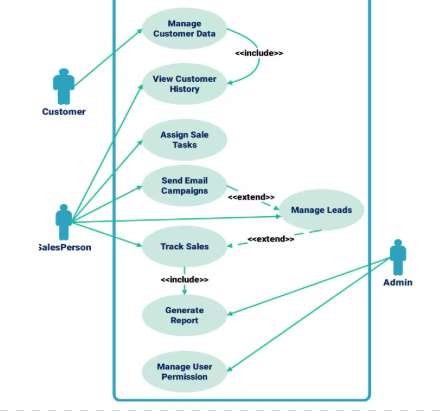 Manage
Customer Data
<<include>>
View Customer
History
Customer
Assign Sale
Tasks
Send Email
Campaigns
<<extend>>
Manage Leads
SalesPerson
Track Sales
<<extend>>
<<include>>
Admin
Generate
Report
Manage User
Permission